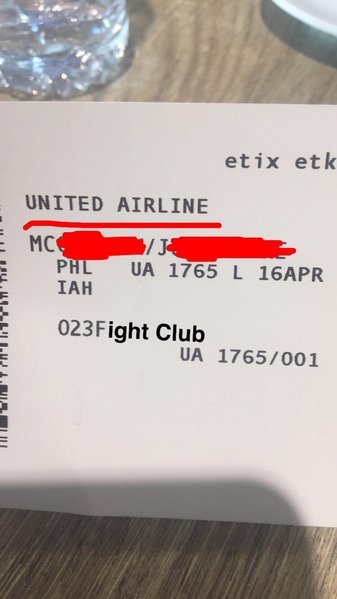 etix etk
UNITED AIRLINE
MC /J
PHL UA 1765 L 16APR
IAH
023Fight Club
UA 1765/001